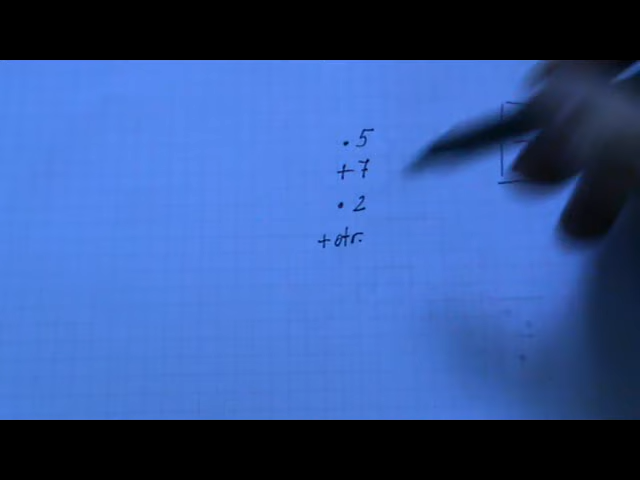 . 5
+ 7
. 2
+ otr.